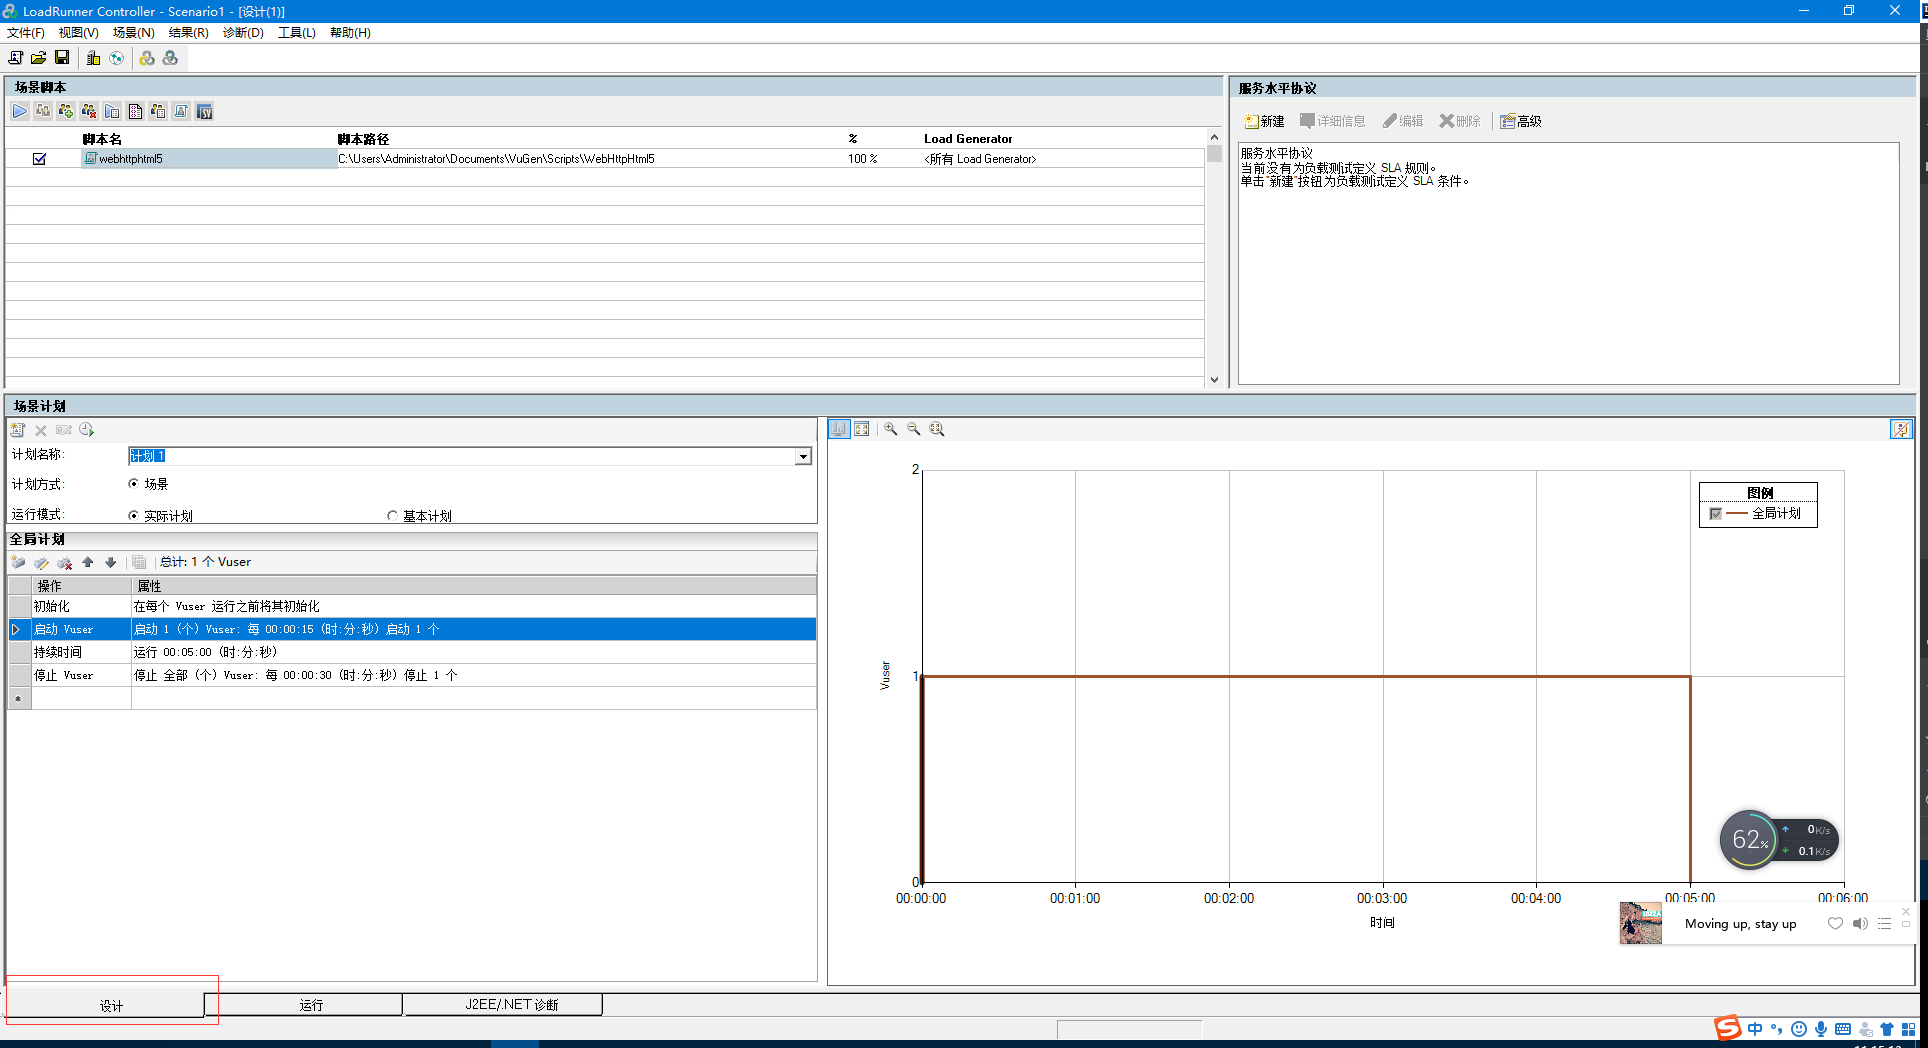 LoadRunner Controller - Scenario1 - [设计(1)]
文件(F) 视图(V) 场景(N) 结果(R) 诊断(D) 工具(L) 帮助(H)
场景脚本
脚本名 脚本路径 % Load Generator
webhttphtml5 C:\Users\Administrator\Documents\VuGen\Scripts\WebHttpHtml5 100 % <所有 Load Generator>
服务水平协议
新建 详细信息 编辑 删除 高级
服务水平协议
当前没有为负载测试定义 SLA 规则。
单击"新建"按钮为负载测试定义 SLA 条件。
场景计划
计划名称: 计划 1
计划方式: 场景
运行模式: 实际计划 基本计划
全局计划
总计: 1 个 Vuser
操作 属性
初始化 在每个 Vuser 运行之前将其初始化
启动 Vuser 启动 1 (个) Vuser: 每 00:00:15 (时:分:秒) 启动 1 个
持续时间 运行 00:05:00 (时:分:秒)
停止 Vuser 停止 全部 (个) Vuser: 每 00:00:30 (时:分:秒) 停止 1 个
2
图例
全局计划
Vuser
1
0
00:00:00 00:01:00 00:02:00 00:03:00 00:04:00 00:05:00 00:06:00
时间
62% 0K/s
0.1K/s
Moving up, stay up
设计 运行 J2EE/.NET 诊断
中